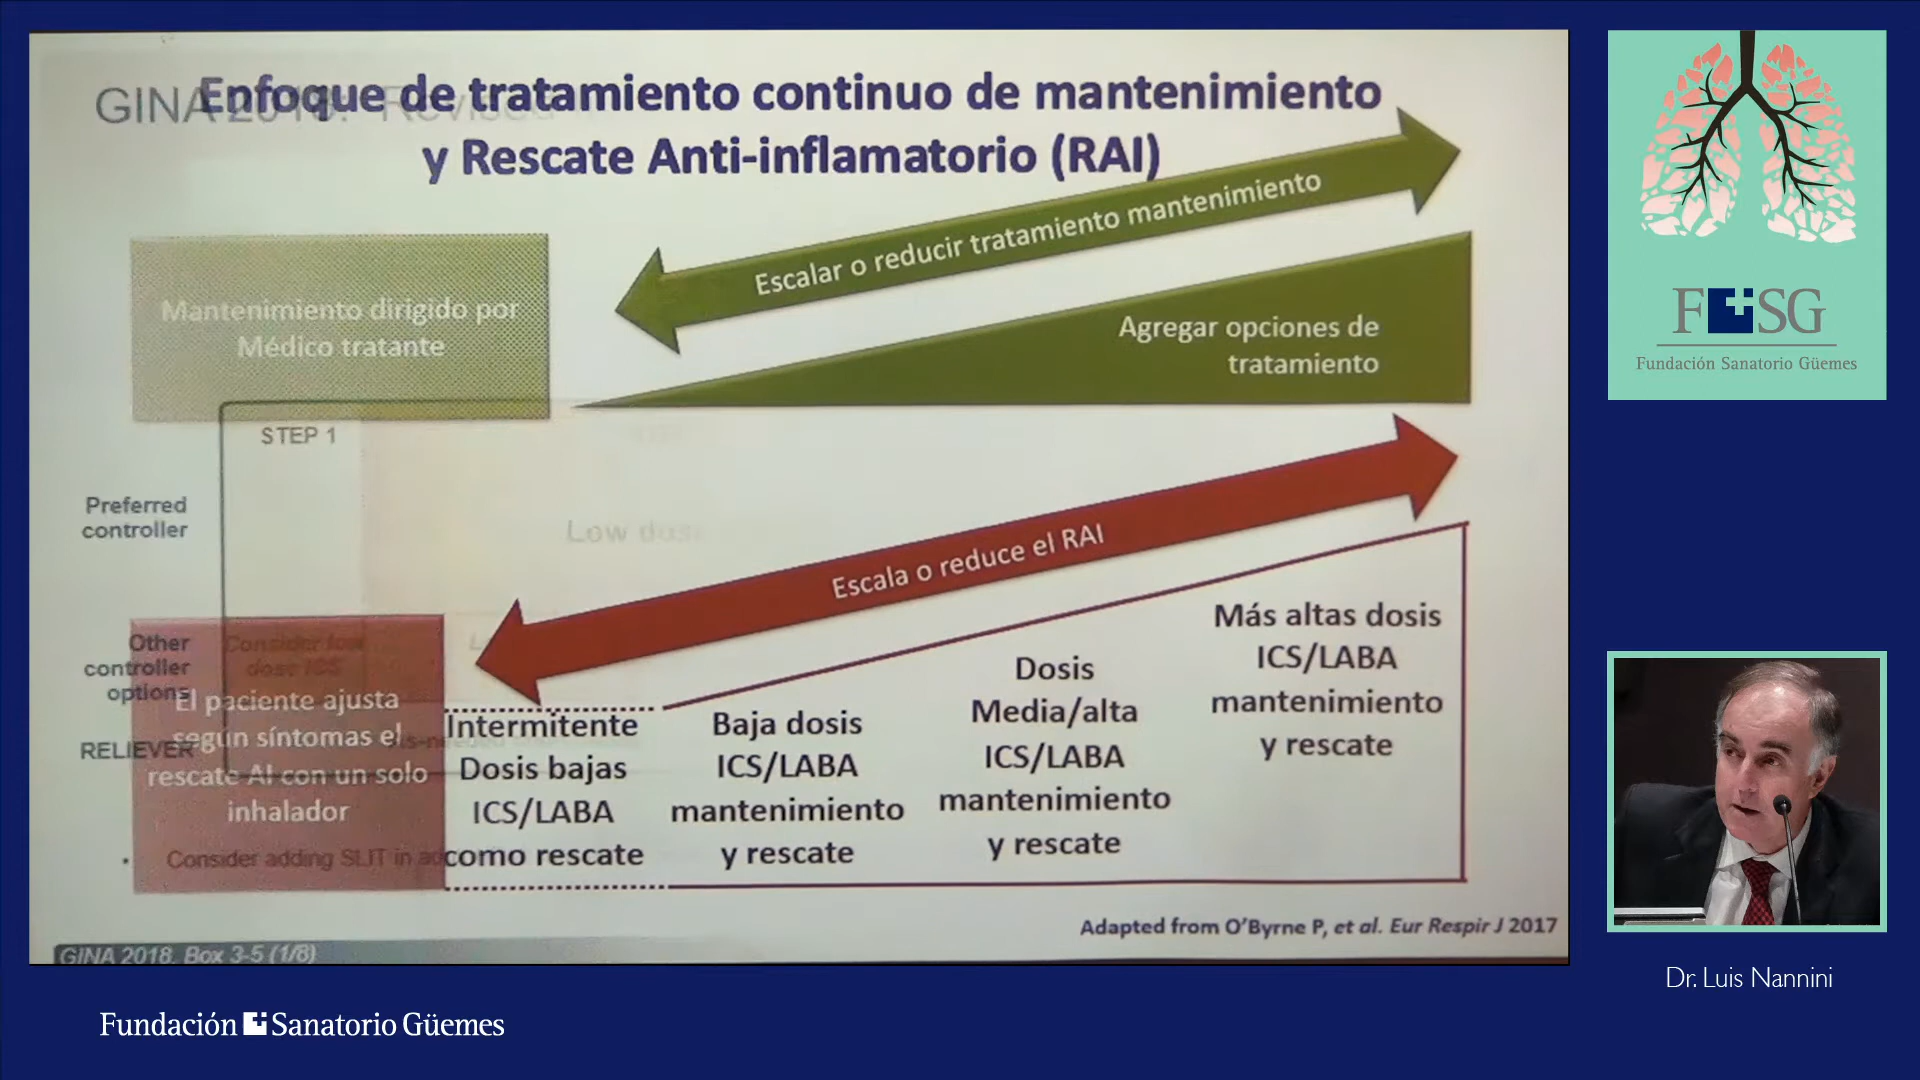 Enfoque de tratamiento continuo de mantenimiento
y Rescate Anti-inflamatorio (RAI)
GINA 2018:
Escalar o reducir tratamiento mantenimiento
Mantenimiento dirigido por
Médico tratante
Agregar opciones de
tratamiento
STEP 1
Preferred
controller
Low dose
Escala o reduce el RAI
Other
controller
options
Consider low
dose ICS
RELIEVER
El paciente ajusta
según síntomas el
rescate AI con un solo
inhalador
Consider adding SLIT in
Intermitente
Dosis bajas
ICS/LABA
como rescate
Baja dosis
ICS/LABA
mantenimiento
y rescate
Dosis
Media/alta
ICS/LABA
mantenimiento
y rescate
Más altas dosis
ICS/LABA
mantenimiento
y rescate
Adapted from O'Byrne P, et al. Eur Respir J 2017
GINA 2018, Box 3-5 (1/8)
FSG
Fundación Sanatorio Güemes
Dr. Luis Nannini
Fundación Sanatorio Güemes